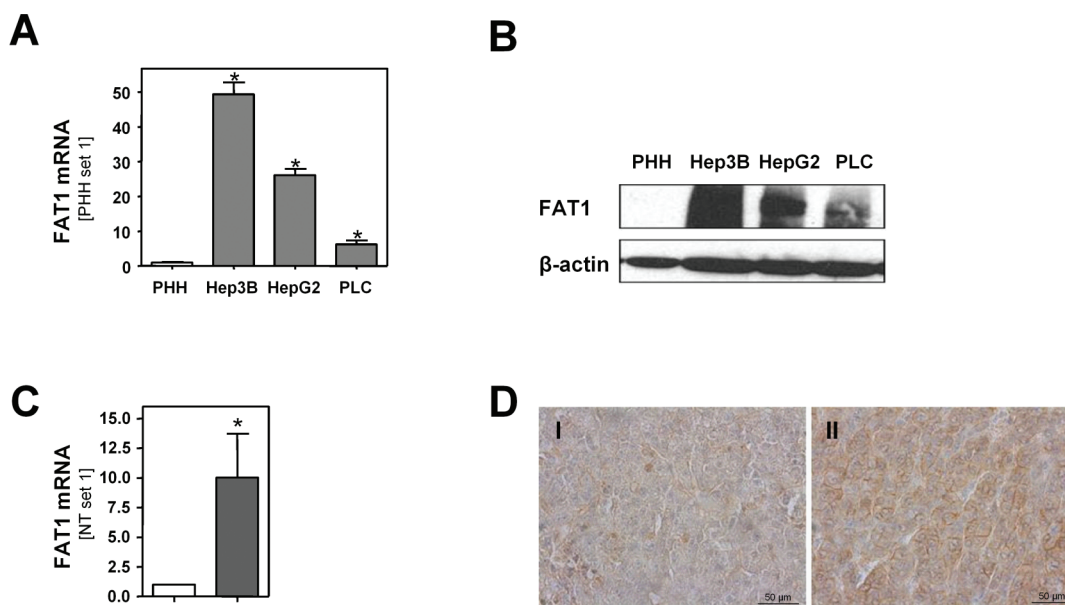 A
FAT1 mRNA
[PHH set 1]
50
40
30
20
10
0
*
*
*
PHH Hep3B HepG2 PLC
B
PHH Hep3B HepG2 PLC
FAT1
β-actin
C
FAT1 mRNA
[NT set 1]
15.0
12.5
10.0
7.5
5.0
2.5
0.0
*
D
I
50 µm
II
50 µm